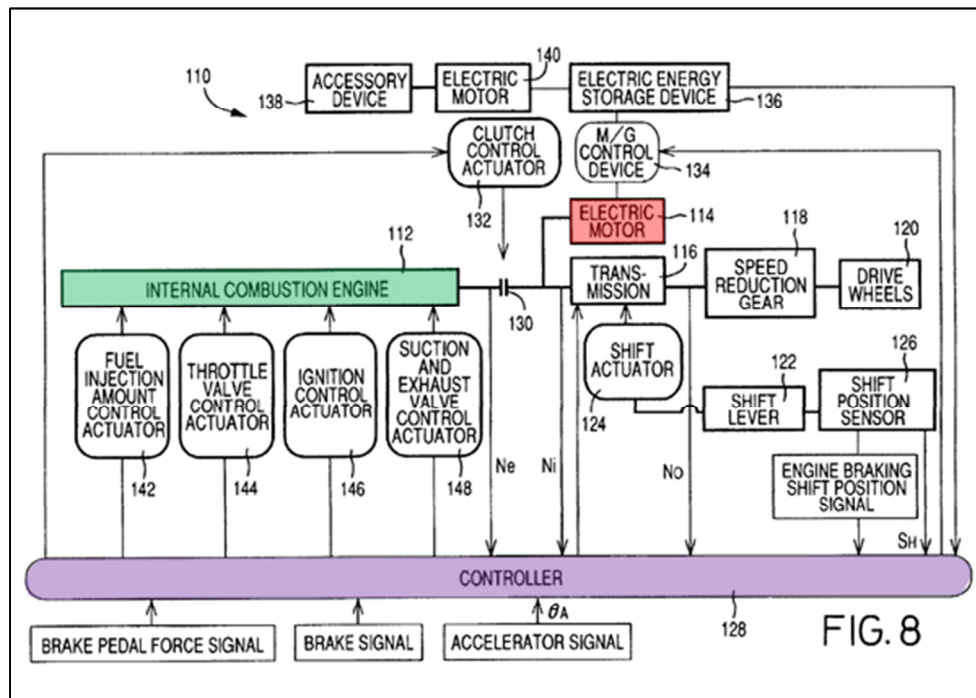 140
110
ACCESSORY
DEVICE
138
ELECTRIC
MOTOR
ELECTRIC ENERGY
STORAGE DEVICE
136
CLUTCH
CONTROL
ACTUATOR
132
M/G
CONTROL
DEVICE
134
ELECTRIC
MOTOR
114
112
INTERNAL COMBUSTION ENGINE
130
116
TRANS-
MISSION
118
SPEED
REDUCTION
GEAR
120
DRIVE
WHEELS
FUEL
INJECTION
AMOUNT
CONTROL
ACTUATOR
142
THROTTLE
VALVE
CONTROL
ACTUATOR
144
IGNITION
CONTROL
ACTUATOR
146
SUCTION
AND
EXHAUST
VALVE
CONTROL
ACTUATOR
148
SHIFT
ACTUATOR
124
122
SHIFT
LEVER
126
SHIFT
POSITION
SENSOR
Ne
Ni
No
ENGINE BRAKING
SHIFT POSITION
SIGNAL
SH
CONTROLLER
128
BRAKE PEDAL FORCE SIGNAL
BRAKE SIGNAL
θA
ACCELERATOR SIGNAL
FIG. 8